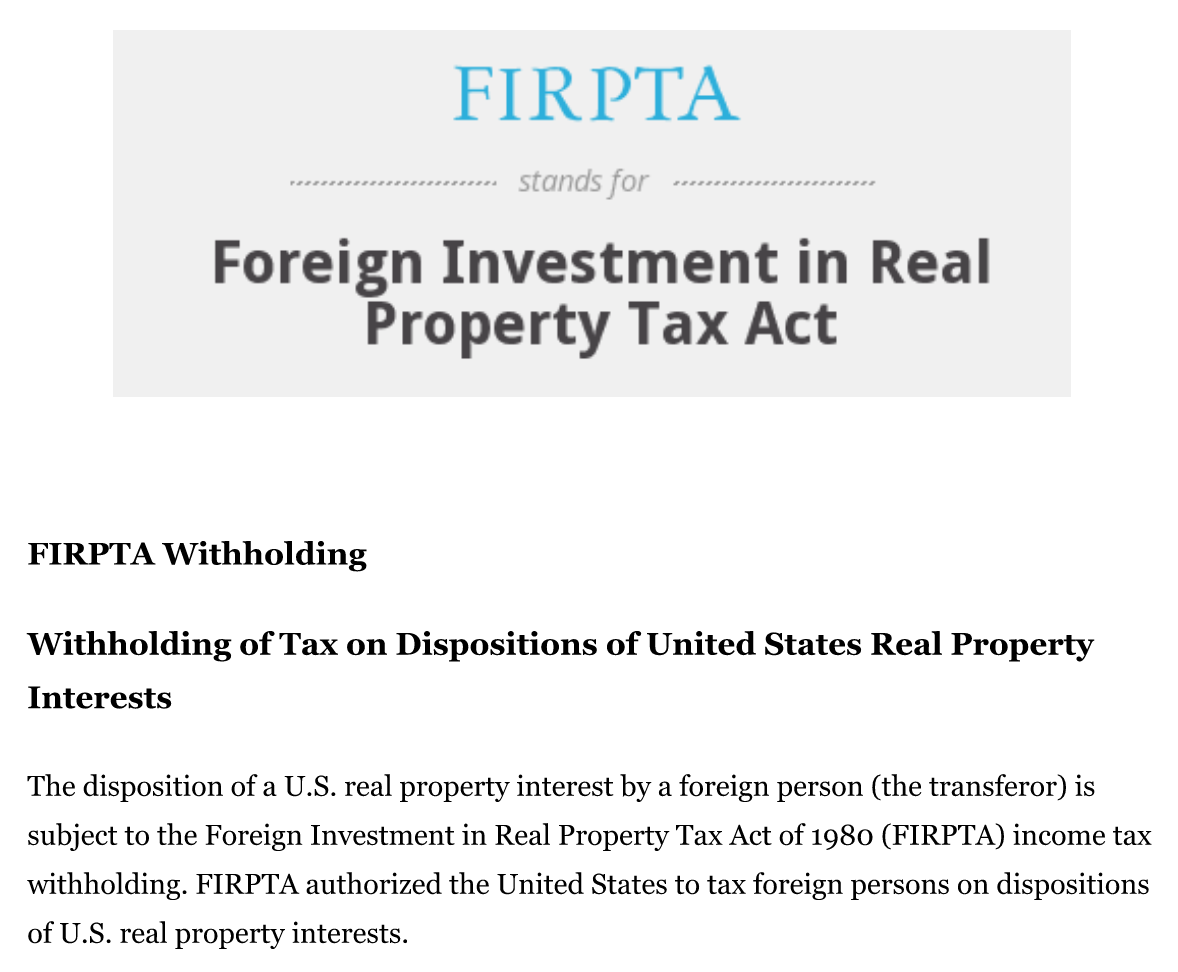 FIRPTA
stands for
Foreign Investment in Real
Property Tax Act
FIRPTA Withholding
Withholding of Tax on Dispositions of United States Real Property
Interests
The disposition of a U.S. real property interest by a foreign person (the transferor) is
subject to the Foreign Investment in Real Property Tax Act of 1980 (FIRPTA) income tax
withholding. FIRPTA authorized the United States to tax foreign persons on dispositions
of U.S. real property interests.